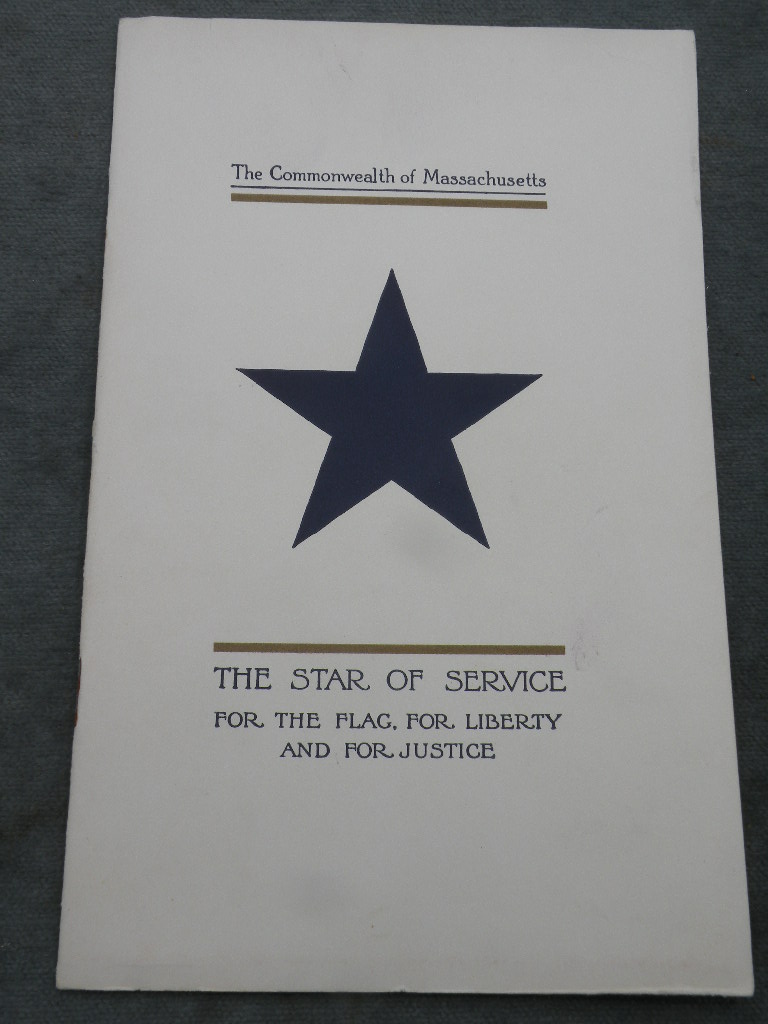 The Commonwealth of Massachusetts
THE STAR OF SERVICE
FOR THE FLAG, FOR LIBERTY
AND FOR JUSTICE